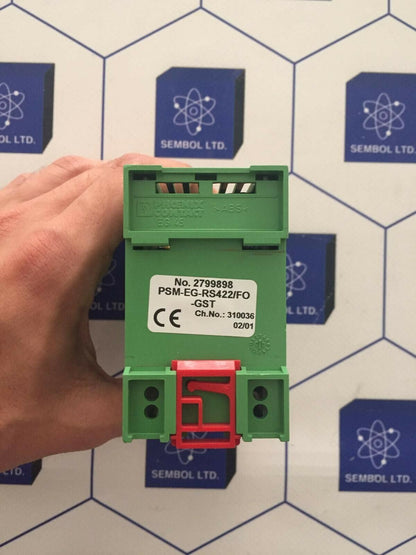 SEMBOL LTD.
SEMBOL LTD.
SEMBOL LTD.
PHOENIX
CONTACT
>ABS<
No. 2799898
PSM-EG-RS422/FO
-GST
Ch.No.: 310036
CE
02/01
SEMBOL LTD.
SEMBOL LTD.